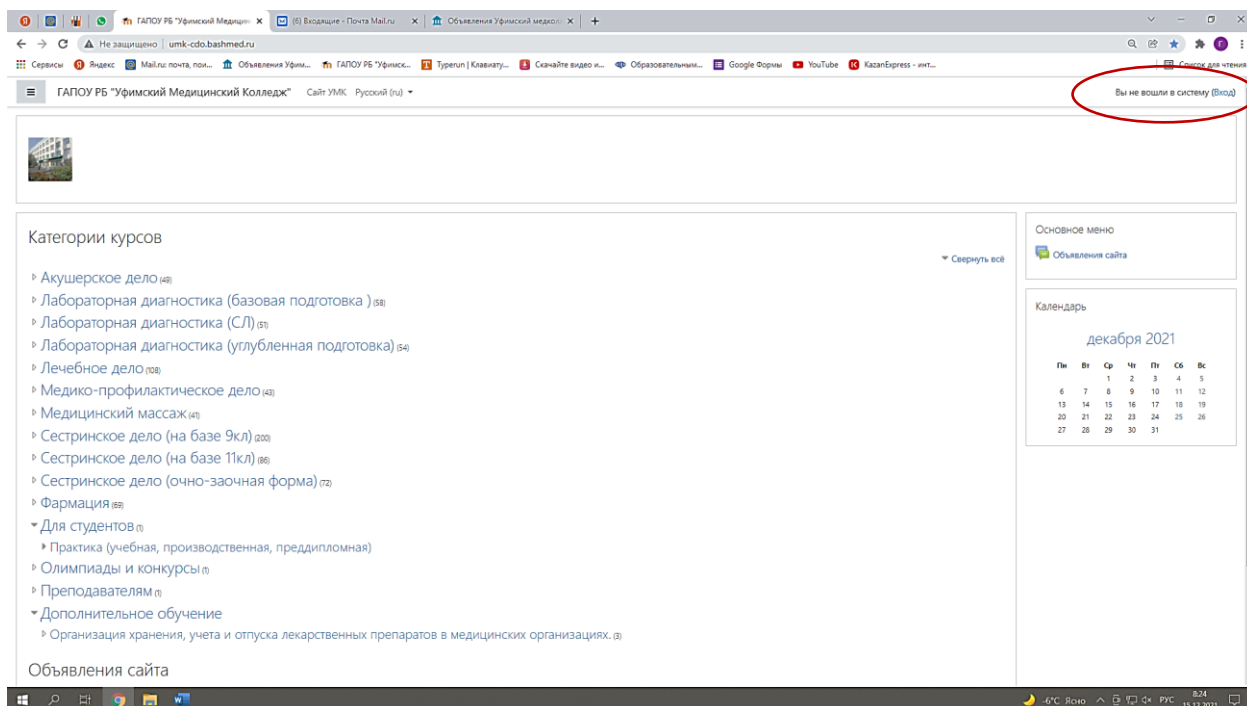 ГАПОУ РБ "Уфимский Медицин
(6) Входящие - Почта Mail.ru
Объявления Уфимский медкол
Не защищено | umk-cdo.bashmed.ru
Сервисы Яндекс Mail.ru: почта, пои... Объявления Уфим... ГАПОУ РБ "Уфимск... Typerun | Клавиату... Скачайте видео и... Образовательным... Google Формы YouTube KazanExpress - инт... Список для чтения
ГАПОУ РБ "Уфимский Медицинский Колледж" Сайт УМК Русский (ru) Вы не вошли в систему (Вход)
Категории курсов
Свернуть всё
Акушерское дело (49)
Лабораторная диагностика (базовая подготовка ) (58)
Лабораторная диагностика (СЛ) (51)
Лабораторная диагностика (углубленная подготовка) (54)
Лечебное дело (108)
Медико-профилактическое дело (43)
Медицинский массаж (41)
Сестринское дело (на базе 9кл) (200)
Сестринское дело (на базе 11кл) (86)
Сестринское дело (очно-заочная форма) (72)
Фармация (69)
Для студентов (1)
Практика (учебная, производственная, преддипломная)
Олимпиады и конкурсы (1)
Преподавателям (1)
Дополнительное обучение
Организация хранения, учета и отпуска лекарственных препаратов в медицинских организациях. (3)
Объявления сайта
Основное меню
Объявления сайта
Календарь
декабря 2021
Пн Вт Ср Чт Пт Сб Вс
1 2 3 4 5
6 7 8 9 10 11 12
13 14 15 16 17 18 19
20 21 22 23 24 25 26
27 28 29 30 31
-6°C Ясно РУС 8:24
15.12.2021